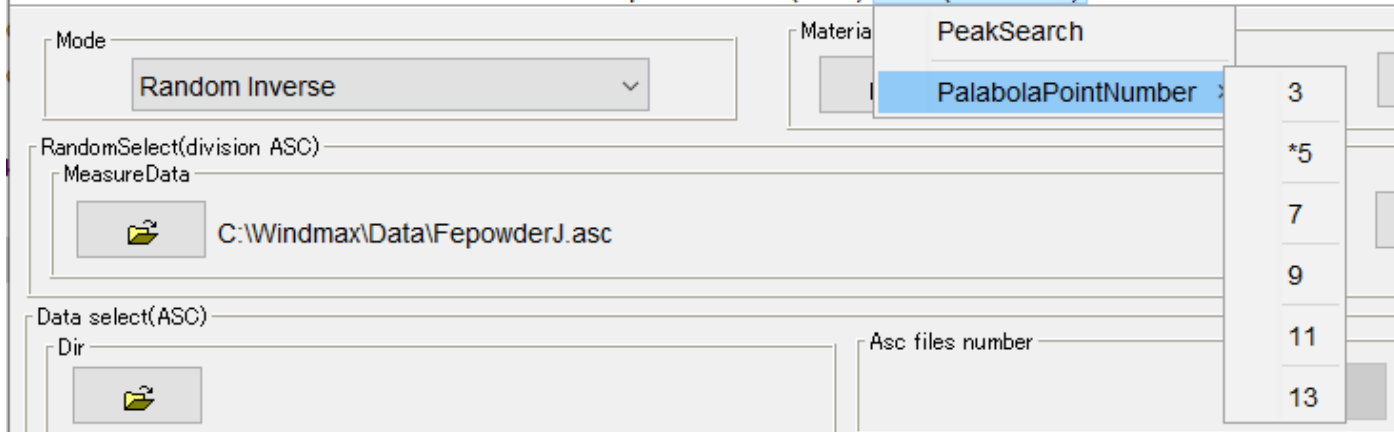 Mode
Random Inverse
Materia
PeakSearch
PalabolaPointNumber
3
*5
7
9
11
13
RandomSelect(division ASC)
MeasureData
C:\Windmax\Data\FepowderJ.asc
Data select(ASC)
Dir
Asc files number